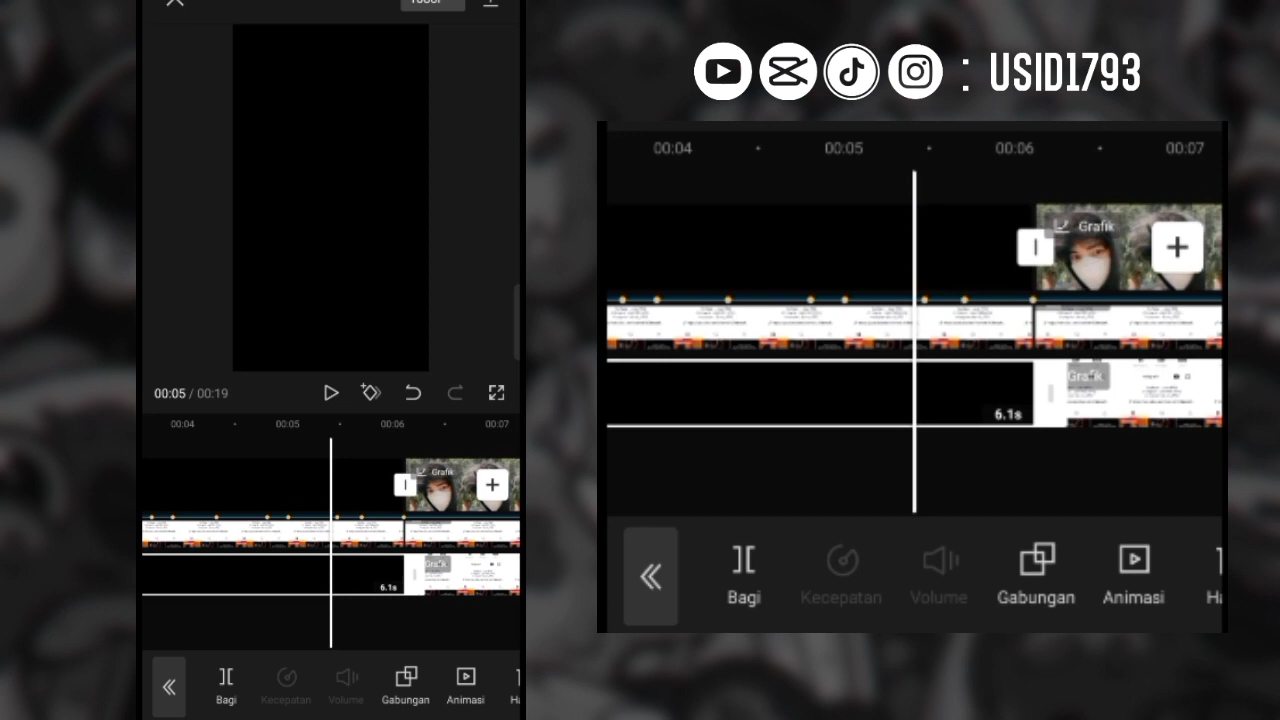 : USID1793
00:05 / 00:19
00:04
00:05
00:06
00:07
Grafik
Grafik
6.1s
Bagi
Kecepatan
Volume
Gabungan
Animasi
00:04
00:05
00:06
00:07
Grafik
Grafik
6.1s
Bagi
Kecepatan
Volume
Gabungan
Animasi